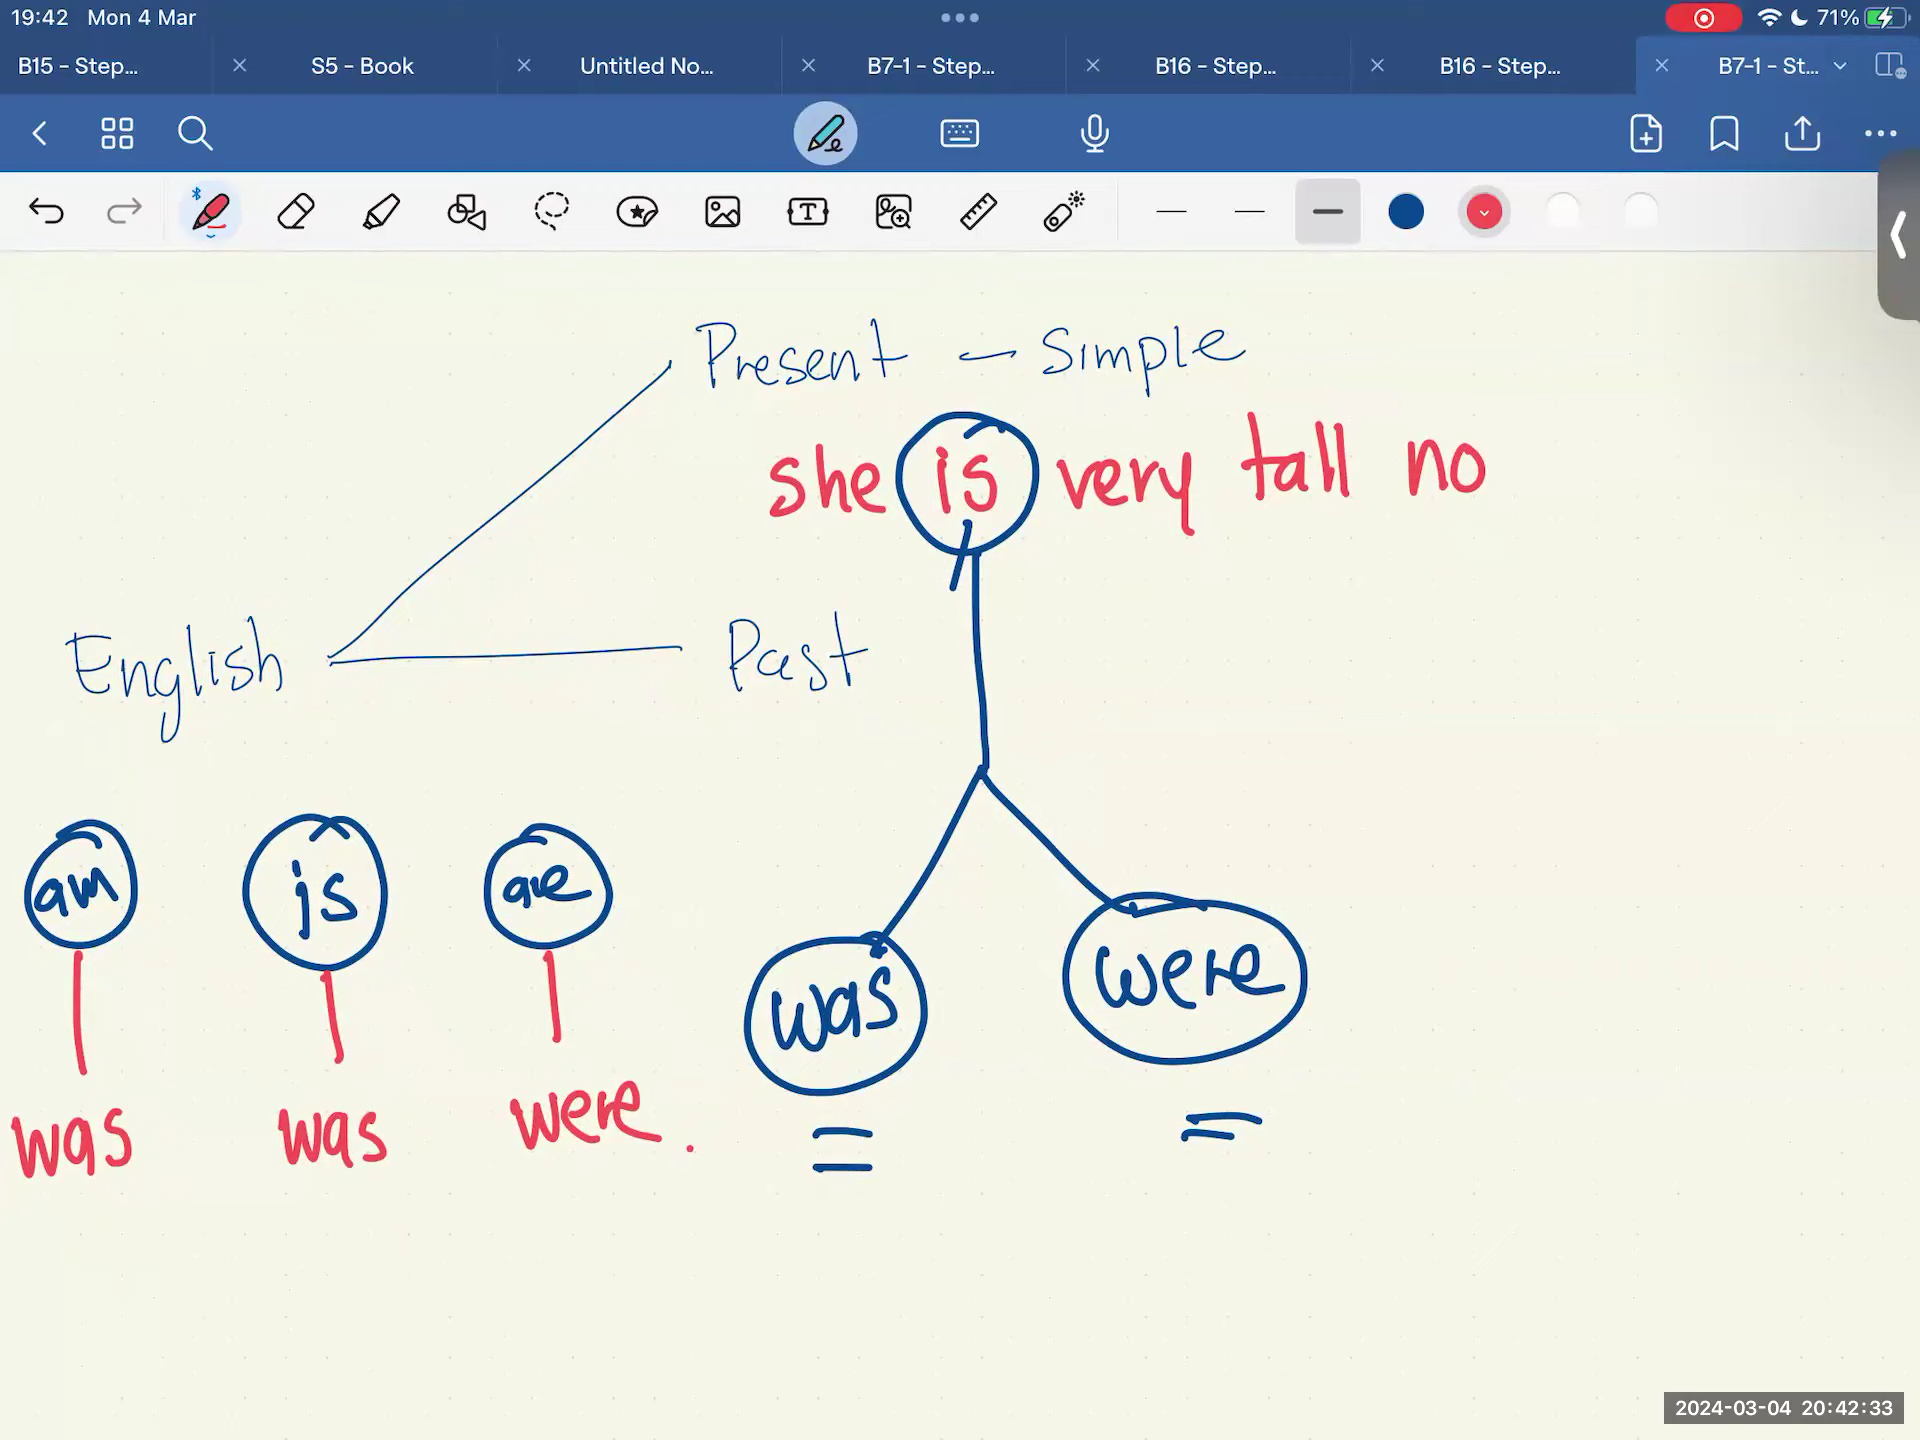 19:42 Mon 4 Mar
71%
B15 - Step...
S5 - Book
Untitled No...
B7-1 - Step...
B16 - Step...
B16 - Step...
B7-1 - St...
Present - Simple
she is very tall no
English
Past
am is are
was were
was was were.
2024-03-04 20:42:33